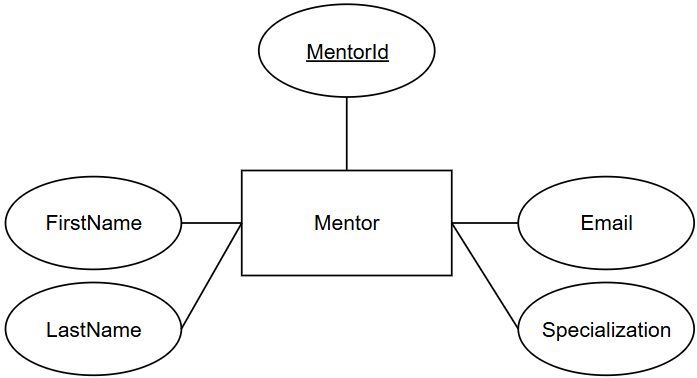 MentorId
FirstName
Mentor
Email
LastName
Specialization